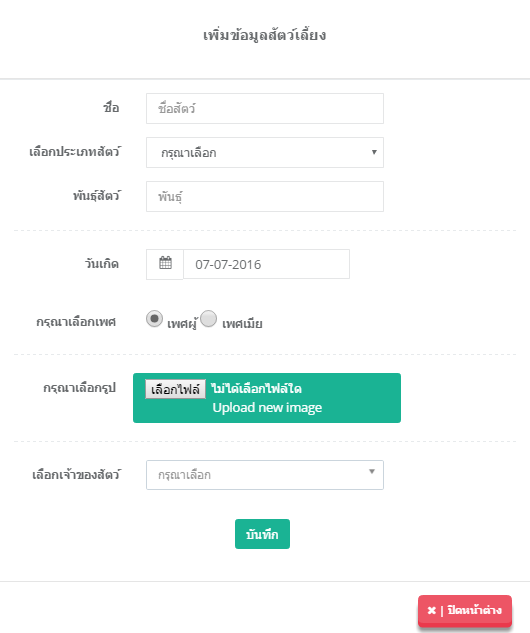 เพิ่มข้อมูลสัตว์เลี้ยง
ชื่อ ชื่อสัตว์
เลือกประเภทสัตว์ กรุณาเลือก
พันธุ์สัตว์ พันธุ์
วันเกิด 07-07-2016
กรุณาเลือกเพศ เพศผู้ เพศเมีย
กรุณาเลือกรูป เลือกไฟล์ ไม่ได้เลือกไฟล์ใด
Upload new image
เลือกเจ้าของสัตว์ กรุณาเลือก
บันทึก
✖ | ปิดหน้าต่าง